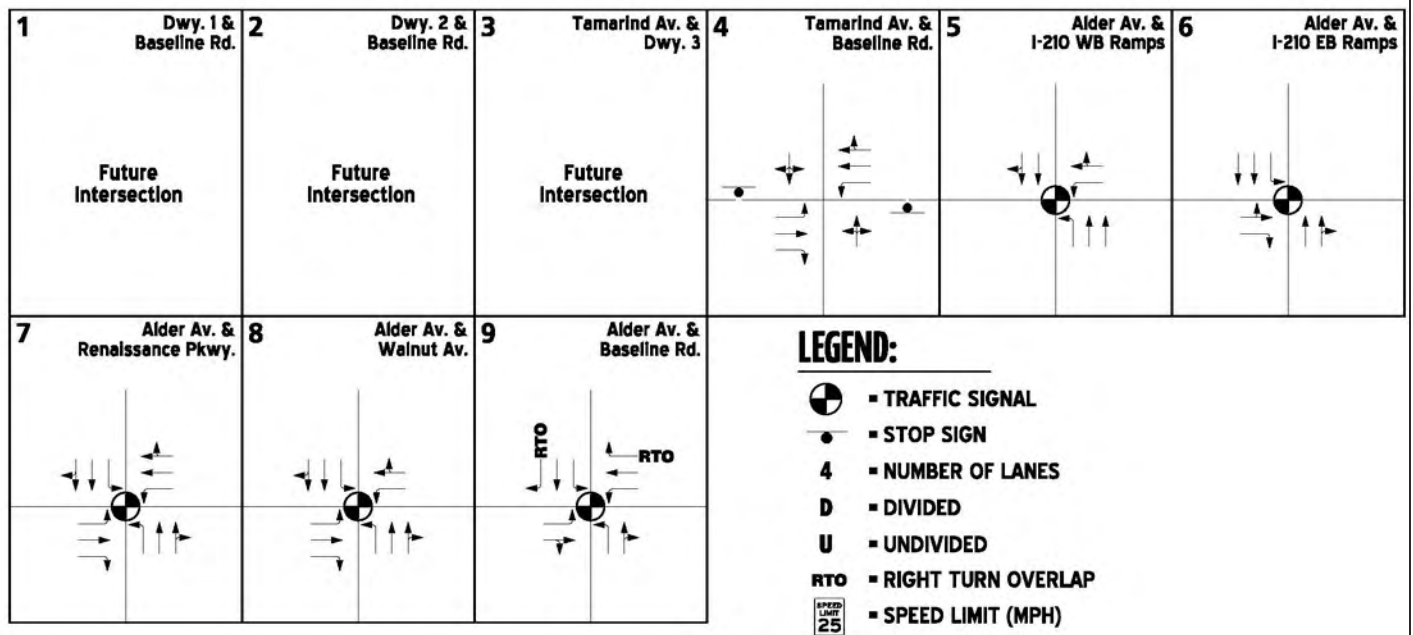 1
Dwy. 1 &
Baseline Rd.
Future
Intersection
2
Dwy. 2 &
Baseline Rd.
Future
Intersection
3
Tamarind Av. &
Dwy. 3
Future
Intersection
4
Tamarind Av. &
Baseline Rd.
5
Alder Av. &
I-210 WB Ramps
6
Alder Av. &
I-210 EB Ramps
7
Alder Av. &
Renaissance Pkwy.
8
Alder Av. &
Walnut Av.
9
Alder Av. &
Baseline Rd.
RTO
RTO
LEGEND:
= TRAFFIC SIGNAL
= STOP SIGN
4 = NUMBER OF LANES
D = DIVIDED
U = UNDIVIDED
RTO = RIGHT TURN OVERLAP
SPEED
LIMIT
25
= SPEED LIMIT (MPH)